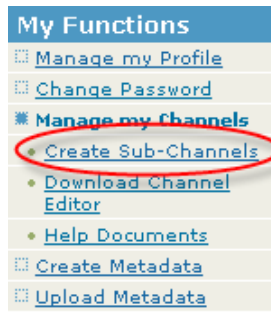 My Functions
Manage my Profile
Change Password
Manage my Channels
Create Sub-Channels
Download Channel
Editor
Help Documents
Create Metadata
Upload Metadata